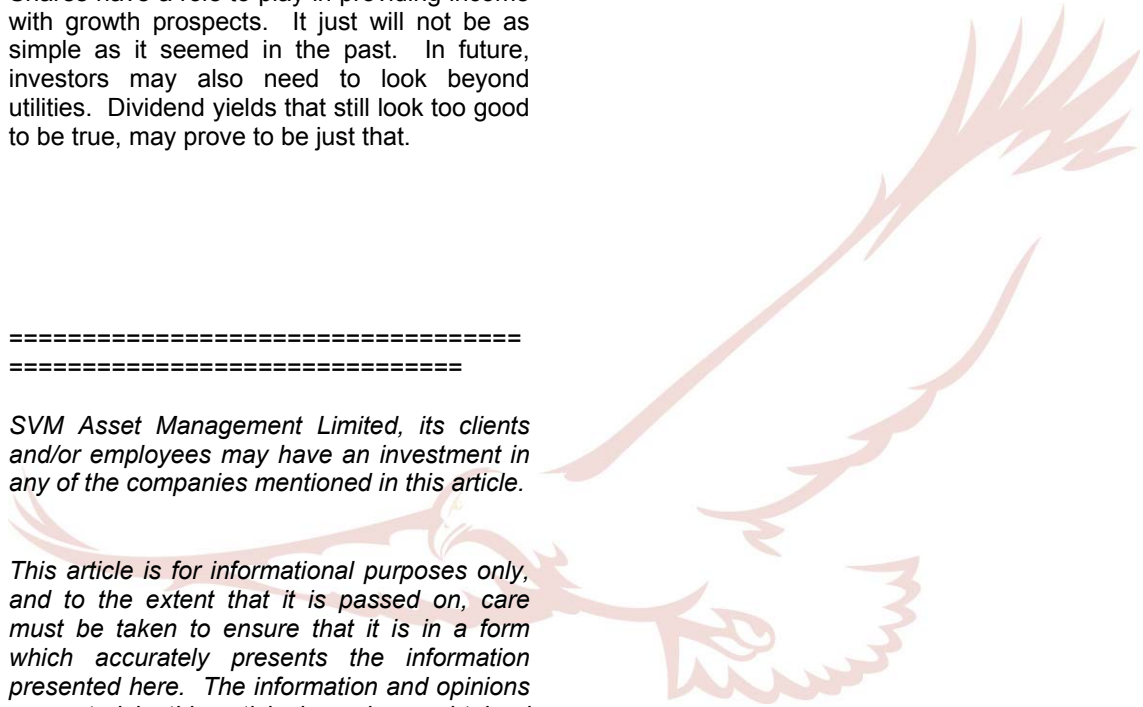 Shares have a role to play in providing income
with growth prospects. It just will not be as
simple as it seemed in the past. In future,
investors may also need to look beyond
utilities. Dividend yields that still look too good
to be true, may prove to be just that.
===================================
===============================
SVM Asset Management Limited, its clients
and/or employees may have an investment in
any of the companies mentioned in this article.
This article is for informational purposes only,
and to the extent that it is passed on, care
must be taken to ensure that it is in a form
which accurately presents the information
presented here. The information and opinions